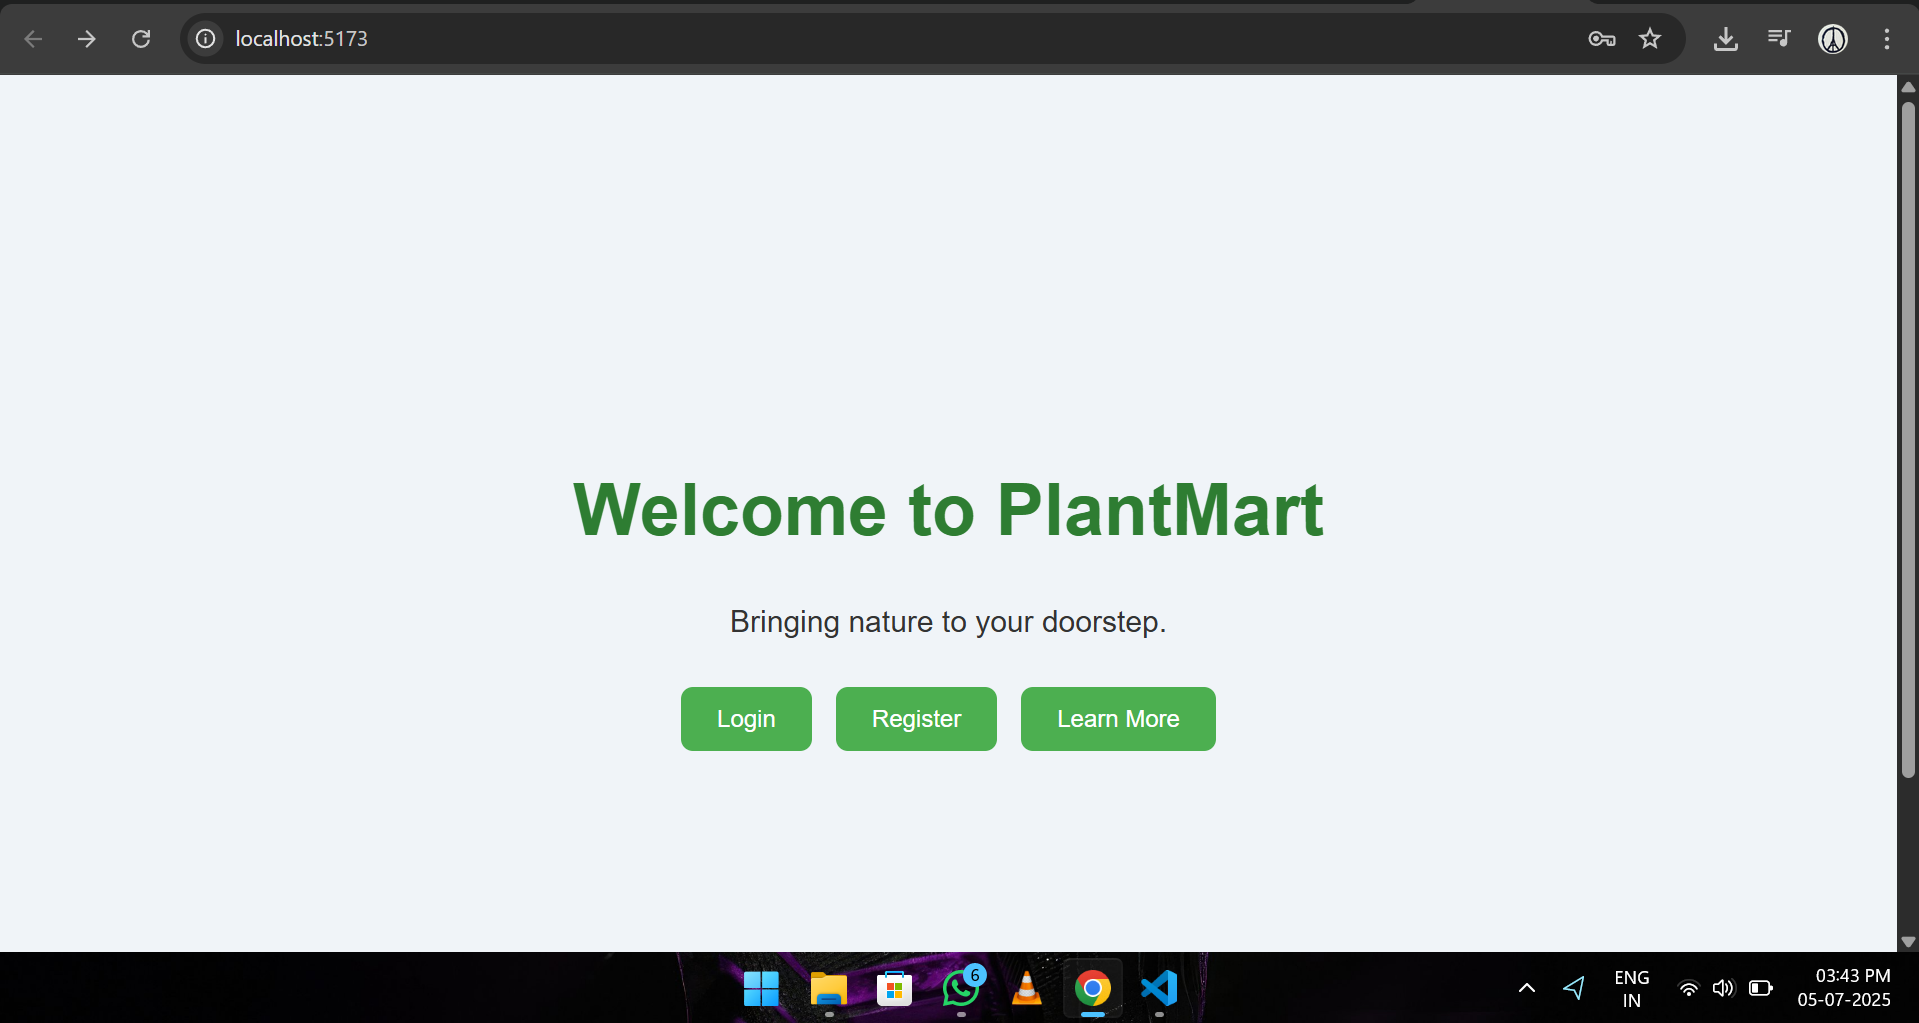 localhost:5173
Welcome to PlantMart
Bringing nature to your doorstep.
Login
Register
Learn More
6
ENG
IN
03:43 PM
05-07-2025